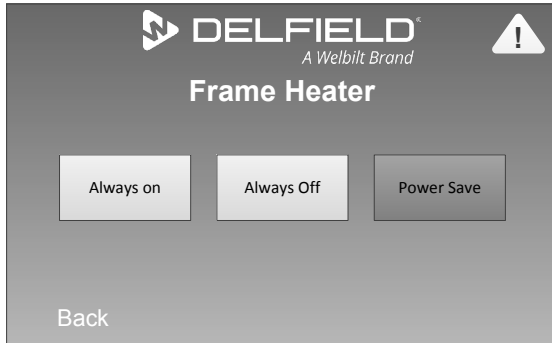 DELFIELD®
A Welbilt Brand
!
Frame Heater
Always on
Always Off
Power Save
Back